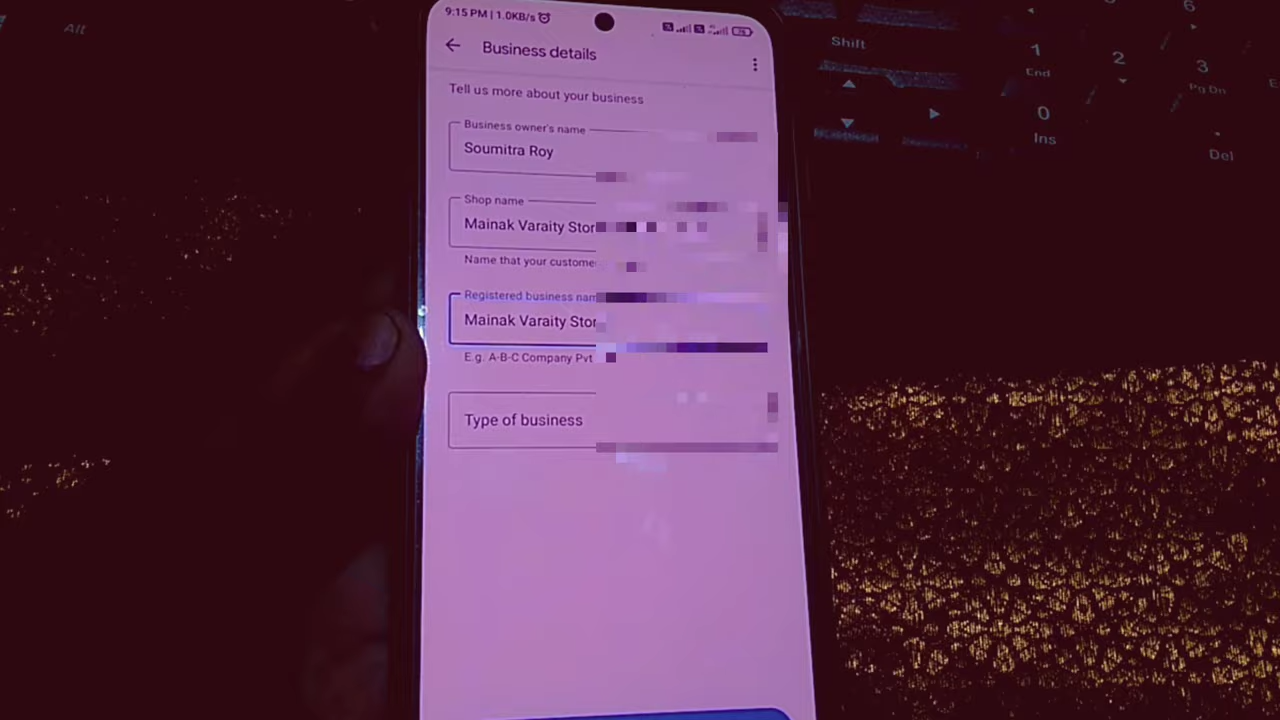 Alt
9:15 PM | 1.0KB/s
Business details
Tell us more about your business
Business owner's name
Soumitra Roy
Shop name
Mainak Varaity Stor
Name that your custome
Registered business nam
Mainak Varaity Stor
E.g. A-B-C Company Pvt
Type of business
Shift
6
1
End
2
3
Pg Dn
0
Ins
Del